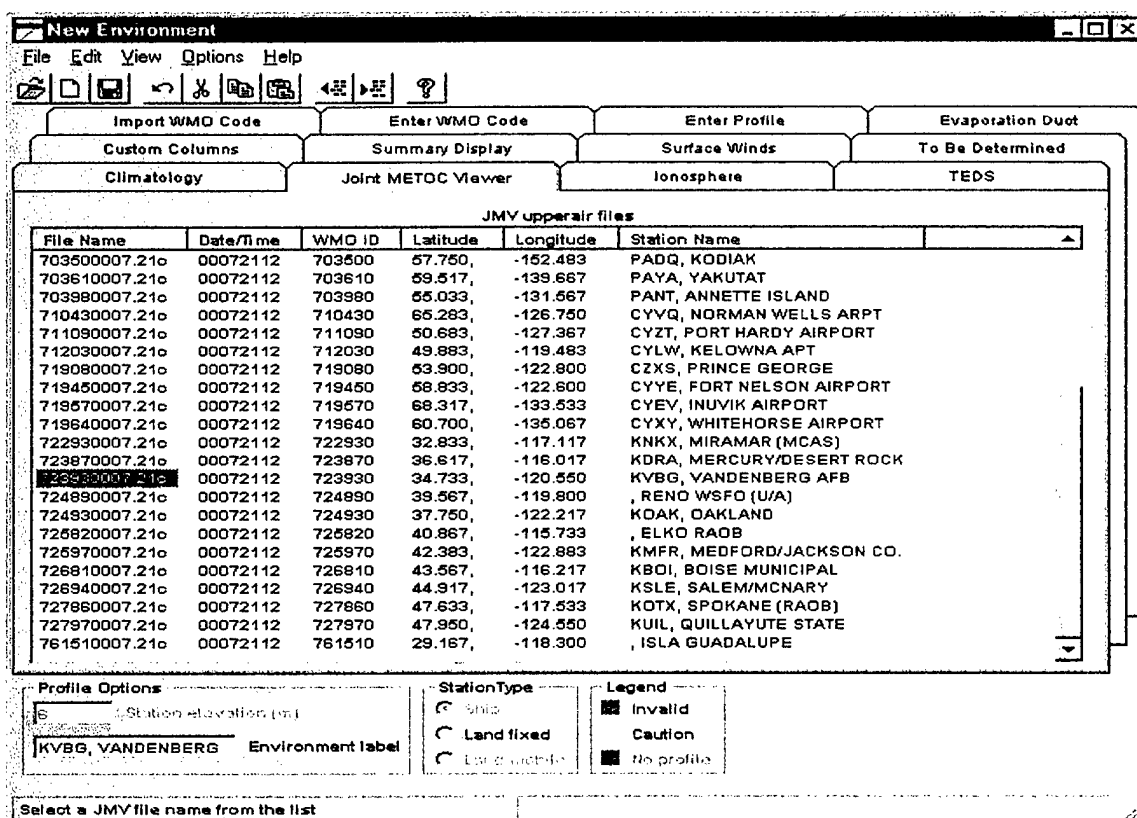 New Environment
File Edit View Options Help
Import WMO Code Enter WMO Code Enter Profile Evaporation Duct
Custom Columns Summary Display Surface Winds To Be Determined
Climatology Joint METOC Viewer Ionosphere TEDS
JMV upperair files
File Name Date/Time WMO ID Latitude Longitude Station Name
703500007.21c 00072112 703500 57.750, -152.483 PADQ, KODIAK
703610007.21c 00072112 703610 59.517, -139.667 PAYA, YAKUTAT
703980007.21c 00072112 703980 55.033, -131.567 PANT, ANNETTE ISLAND
710430007.21c 00072112 710430 65.283, -126.750 CYVQ, NORMAN WELLS ARPT
711090007.21c 00072112 711090 50.683, -127.367 CYZT, PORT HARDY AIRPORT
712030007.21c 00072112 712030 49.883, -119.483 CYLW, KELOWNA APT
719080007.21c 00072112 719080 53.900, -122.800 CZXS, PRINCE GEORGE
719450007.21c 00072112 719450 58.833, -122.600 CYYE, FORT NELSON AIRPORT
719570007.21c 00072112 719570 68.317, -133.533 CYEV, INUVIK AIRPORT
719640007.21c 00072112 719640 60.700, -135.067 CYXY, WHITEHORSE AIRPORT
722930007.21c 00072112 722930 32.833, -117.117 KNKX, MIRAMAR (MCAS)
723870007.21c 00072112 723870 36.617, -116.017 KDRA, MERCURY/DESERT ROCK
723930007.21c 00072112 723930 34.733, -120.550 KVBG, VANDENBERG AFB
724890007.21c 00072112 724890 39.567, -119.800 , RENO WSFO (U/A)
724930007.21c 00072112 724930 37.750, -122.217 KOAK, OAKLAND
725820007.21c 00072112 725820 40.867, -115.733 , ELKO RAOB
725970007.21c 00072112 725970 42.383, -122.883 KMFR, MEDFORD/JACKSON CO.
726810007.21c 00072112 726810 43.567, -116.217 KBOI, BOISE MUNICIPAL
726940007.21c 00072112 726940 44.917, -123.017 KSLE, SALEM/MCNARY
727860007.21c 00072112 727860 47.633, -117.533 KOTX, SPOKANE (RAOB)
727970007.21c 00072112 727970 47.950, -124.550 KUIL, QUILLAYUTE STATE
761510007.21c 00072112 761510 29.167, -118.300 , ISLA GUADALUPE
Profile Options Station Type Legend
6 Station elevation (m) Ship Invalid
Land fixed Caution
KVBG, VANDENBERG Environment label Land mobile No profile
Select a JMV file name from the list